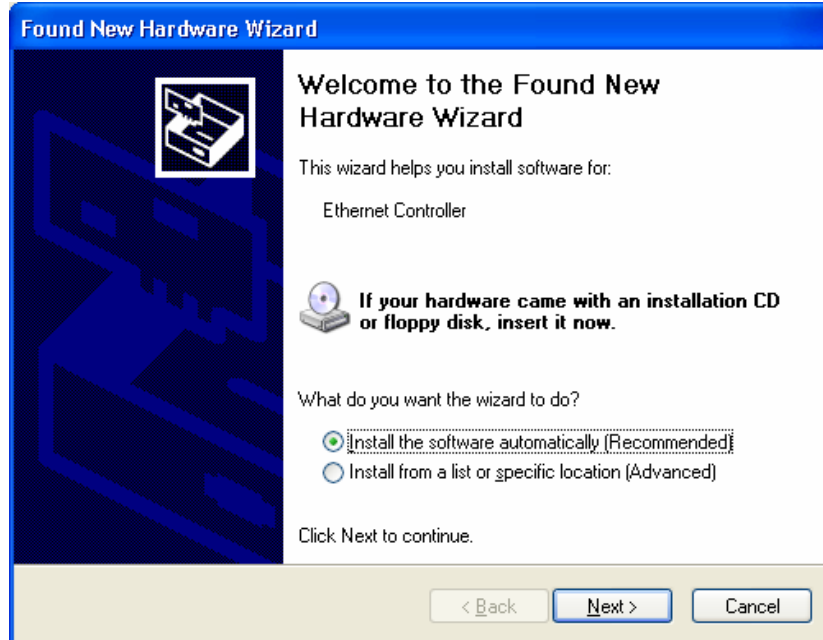 Found New Hardware Wizard
Welcome to the Found New
Hardware Wizard
This wizard helps you install software for:
Ethernet Controller
If your hardware came with an installation CD
or floppy disk, insert it now.
What do you want the wizard to do?
Install the software automatically (Recommended)
Install from a list or specific location (Advanced)
Click Next to continue.
< Back
Next >
Cancel